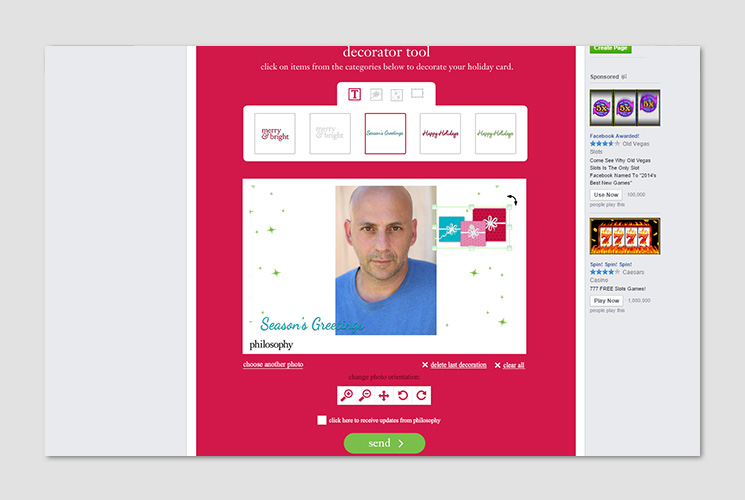 decorator tool
click on items from the categories below to decorate your holiday card.
T
merry
& bright
merry
& bright
Season's Greetings
Happy Holidays
Happy Holidays
Season's Greetings
philosophy
choose another photo
delete last decoration
clear all
change photo orientation:
click here to receive updates from philosophy
send
Create Page
Sponsored
5X
5X
5X
Facebook Awarded!
Old Vegas
Slots
Come See Why Old Vegas
Slots Is The Only Slot
Facebook Named To "2014's
Best New Games"
Use Now
100,000
people play this
Spin! Spin! Spin!
Caesars
Casino
777 FREE Slots Games!
Play Now
1,000,000
people play this